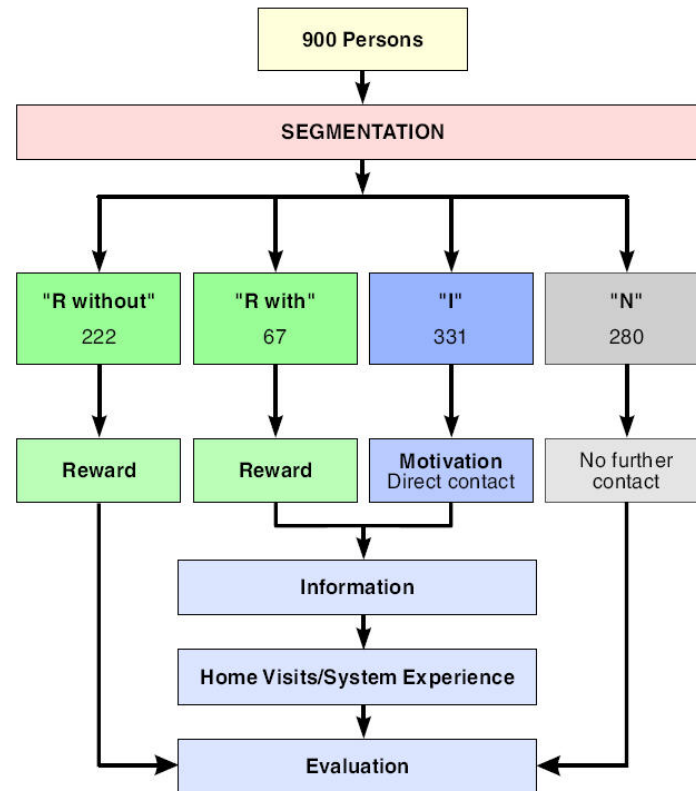 900 Persons
SEGMENTATION
"R without"
222
"R with"
67
"I"
331
"N"
280
Reward
Reward
Motivation
Direct contact
No further
contact
Information
Home Visits/System Experience
Evaluation